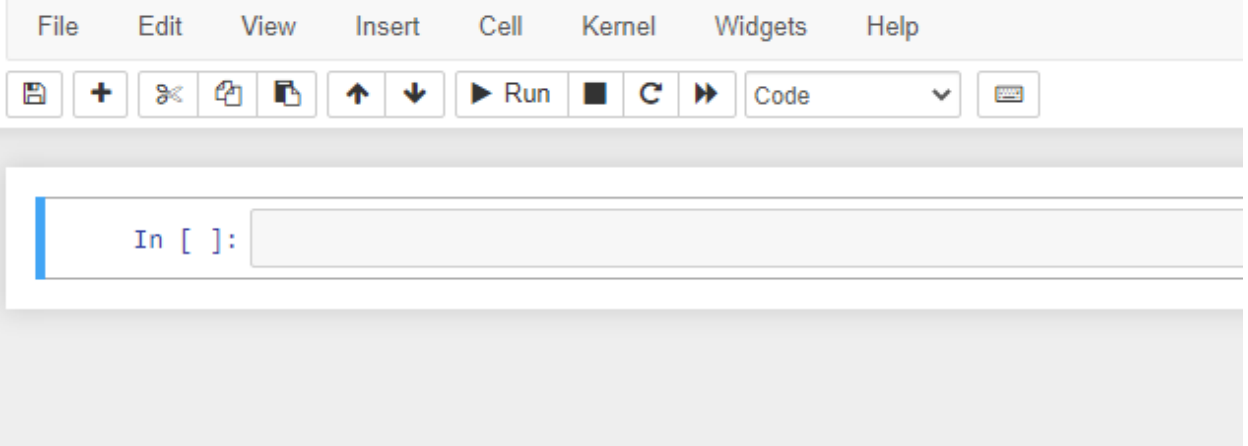 File Edit View Insert Cell Kernel Widgets Help
Run Code
In [ ]: